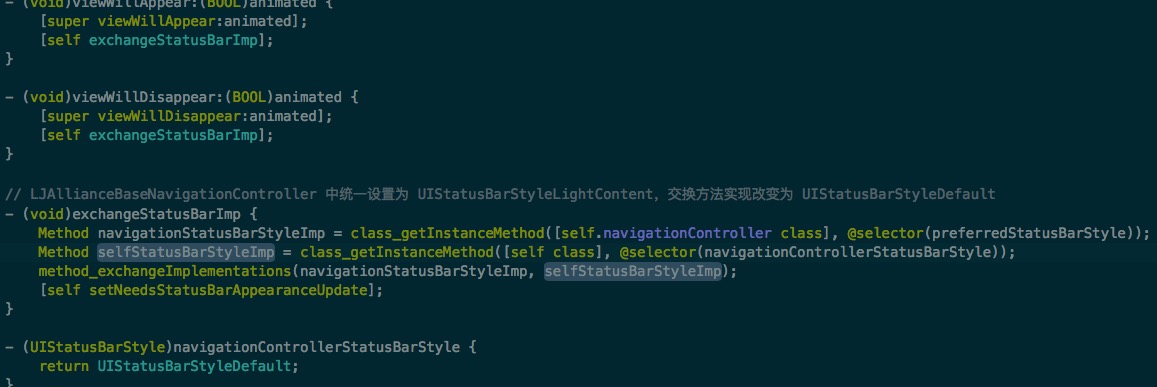 - (void)viewWillAppear:(BOOL)animated {
    [super viewWillAppear:animated];
    [self exchangeStatusBarImp];
}

- (void)viewWillDisappear:(BOOL)animated {
    [super viewWillDisappear:animated];
    [self exchangeStatusBarImp];
}

// LJAllianceBaseNavigationController 中统一设置为 UIStatusBarStyleLightContent，交换方法实现改变为 UIStatusBarStyleDefault
- (void)exchangeStatusBarImp {
    Method navigationStatusBarStyleImp = class_getInstanceMethod([self.navigationController class], @selector(preferredStatusBarStyle));
    Method selfStatusBarStyleImp = class_getInstanceMethod([self class], @selector(navigationControllerStatusBarStyle));
    method_exchangeImplementations(navigationStatusBarStyleImp, selfStatusBarStyleImp);
    [self setNeedsStatusBarAppearanceUpdate];
}

- (UIStatusBarStyle)navigationControllerStatusBarStyle {
    return UIStatusBarStyleDefault;
}